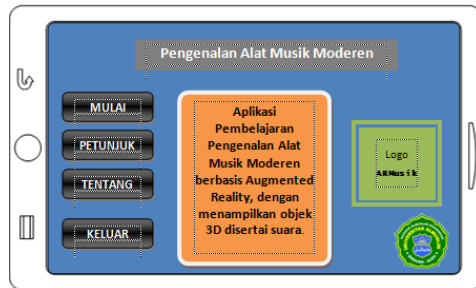 Pengenalan Alat Musik Moderen
MULAI
PETUNJUK
TENTANG
KELUAR
Aplikasi
Pembelajaran
Pengenalan Alat
Musik Moderen
berbasis Augmented
Reality, dengan
menampilkan objek
3D disertai suara.
Logo
ARMusik